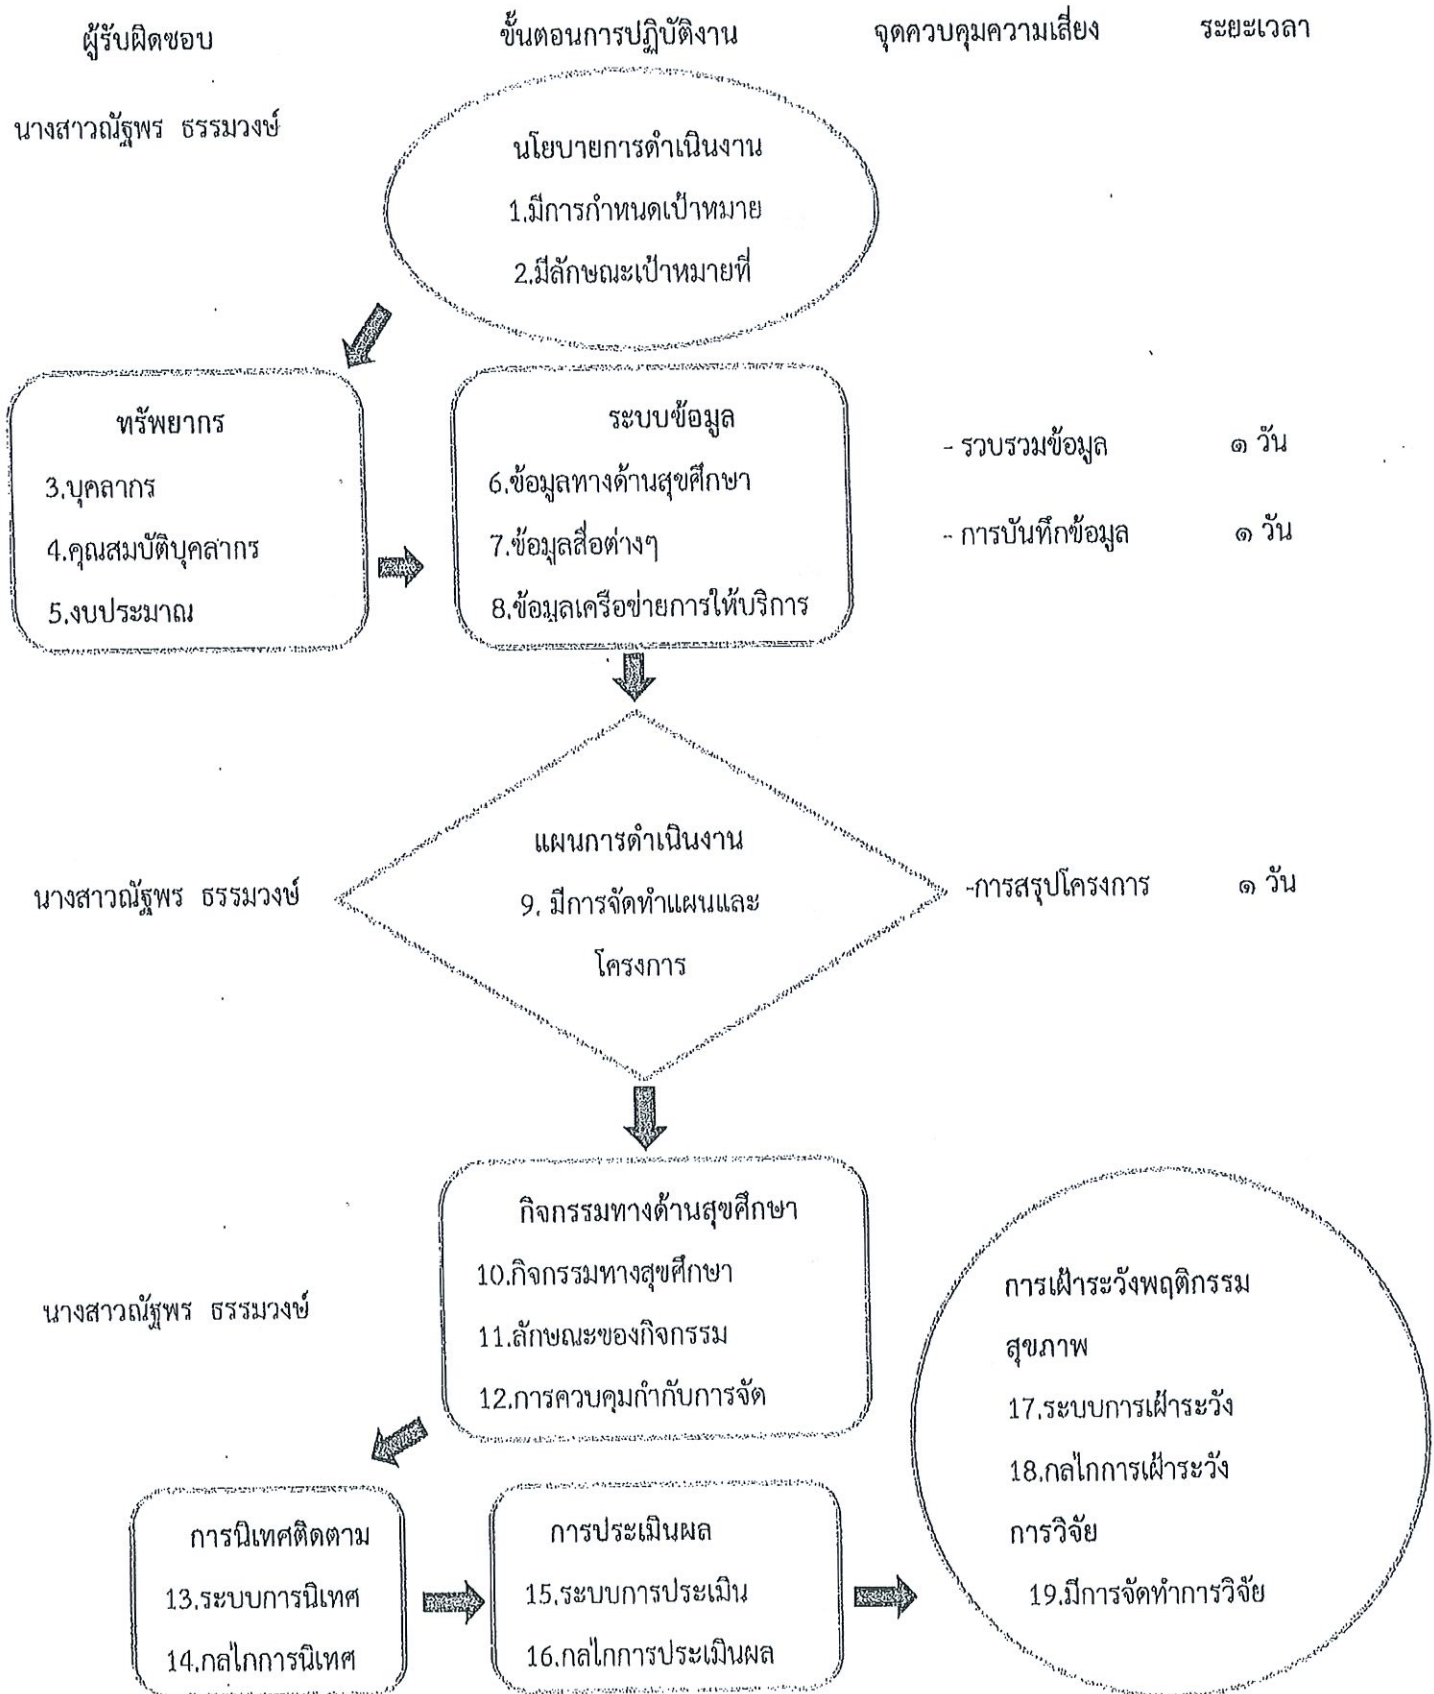 ผู้รับผิดชอบ ขั้นตอนการปฏิบัติงาน จุดควบคุมความเสี่ยง ระยะเวลา
นางสาวณัฐพร ธรรมวงษ์
นโยบายการดำเนินงาน
1.มีการกำหนดเป้าหมาย
2.มีลักษณะเป้าหมายที่
ทรัพยากร
3.บุคลากร
4.คุณสมบัติบุคลากร
5.งบประมาณ
ระบบข้อมูล
6.ข้อมูลทางด้านสุขศึกษา
7.ข้อมูลสื่อต่างๆ
8.ข้อมูลเครือข่ายการให้บริการ
- รวบรวมข้อมูล ๑ วัน
- การบันทึกข้อมูล ๑ วัน
แผนการดำเนินงาน
9. มีการจัดทำแผนและ
โครงการ
นางสาวณัฐพร ธรรมวงษ์
-การสรุปโครงการ ๑ วัน
กิจกรรมทางด้านสุขศึกษา
10.กิจกรรมทางสุขศึกษา
11.ลักษณะของกิจกรรม
12.การควบคุมกำกับการจัด
นางสาวณัฐพร ธรรมวงษ์
การนิเทศติดตาม
13.ระบบการนิเทศ
14.กลไกการนิเทศ
การประเมินผล
15.ระบบการประเมิน
16.กลไกการประเมินผล
การเฝ้าระวังพฤติกรรม
สุขภาพ
17.ระบบการเฝ้าระวัง
18.กลไกการเฝ้าระวัง
การวิจัย
19.มีการจัดทำการวิจัย